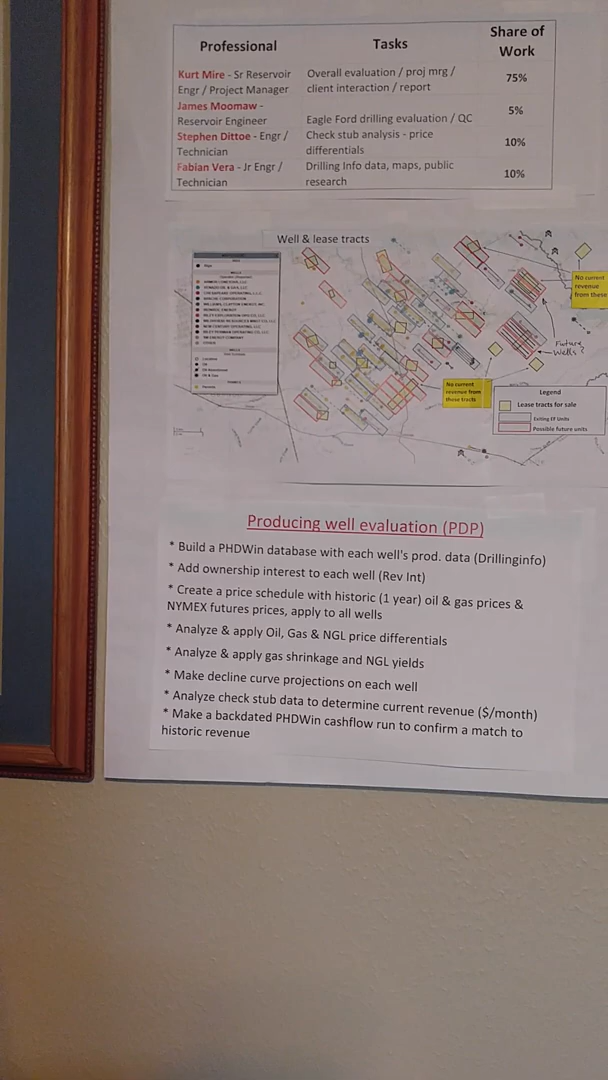 Professional Tasks Share of Work
Kurt Mire - Sr Reservoir Engr / Project Manager Overall evaluation / proj mrg / client interaction / report 75%
James Moomaw - Reservoir Engineer Eagle Ford drilling evaluation / QC 5%
Stephen Dittoe - Engr / Technician Check stub analysis - price differentials 10%
Fabian Vera - Jr Engr / Technician Drilling Info data, maps, public research 10%
Well & lease tracts
No current
revenue
from these
Future
Wells?
No current
revenue from
these tracts
Legend
Lease tracts for sale
Exiting EF Units
Possible future units
Producing well evaluation (PDP)
* Build a PHDWin database with each well's prod. data (Drillinginfo)
* Add ownership interest to each well (Rev Int)
* Create a price schedule with historic (1 year) oil & gas prices &
NYMEX futures prices, apply to all wells
* Analyze & apply Oil, Gas & NGL price differentials
* Analyze & apply gas shrinkage and NGL yields
* Make decline curve projections on each well
* Analyze check stub data to determine current revenue ($/month)
* Make a backdated PHDWin cashflow run to confirm a match to
historic revenue